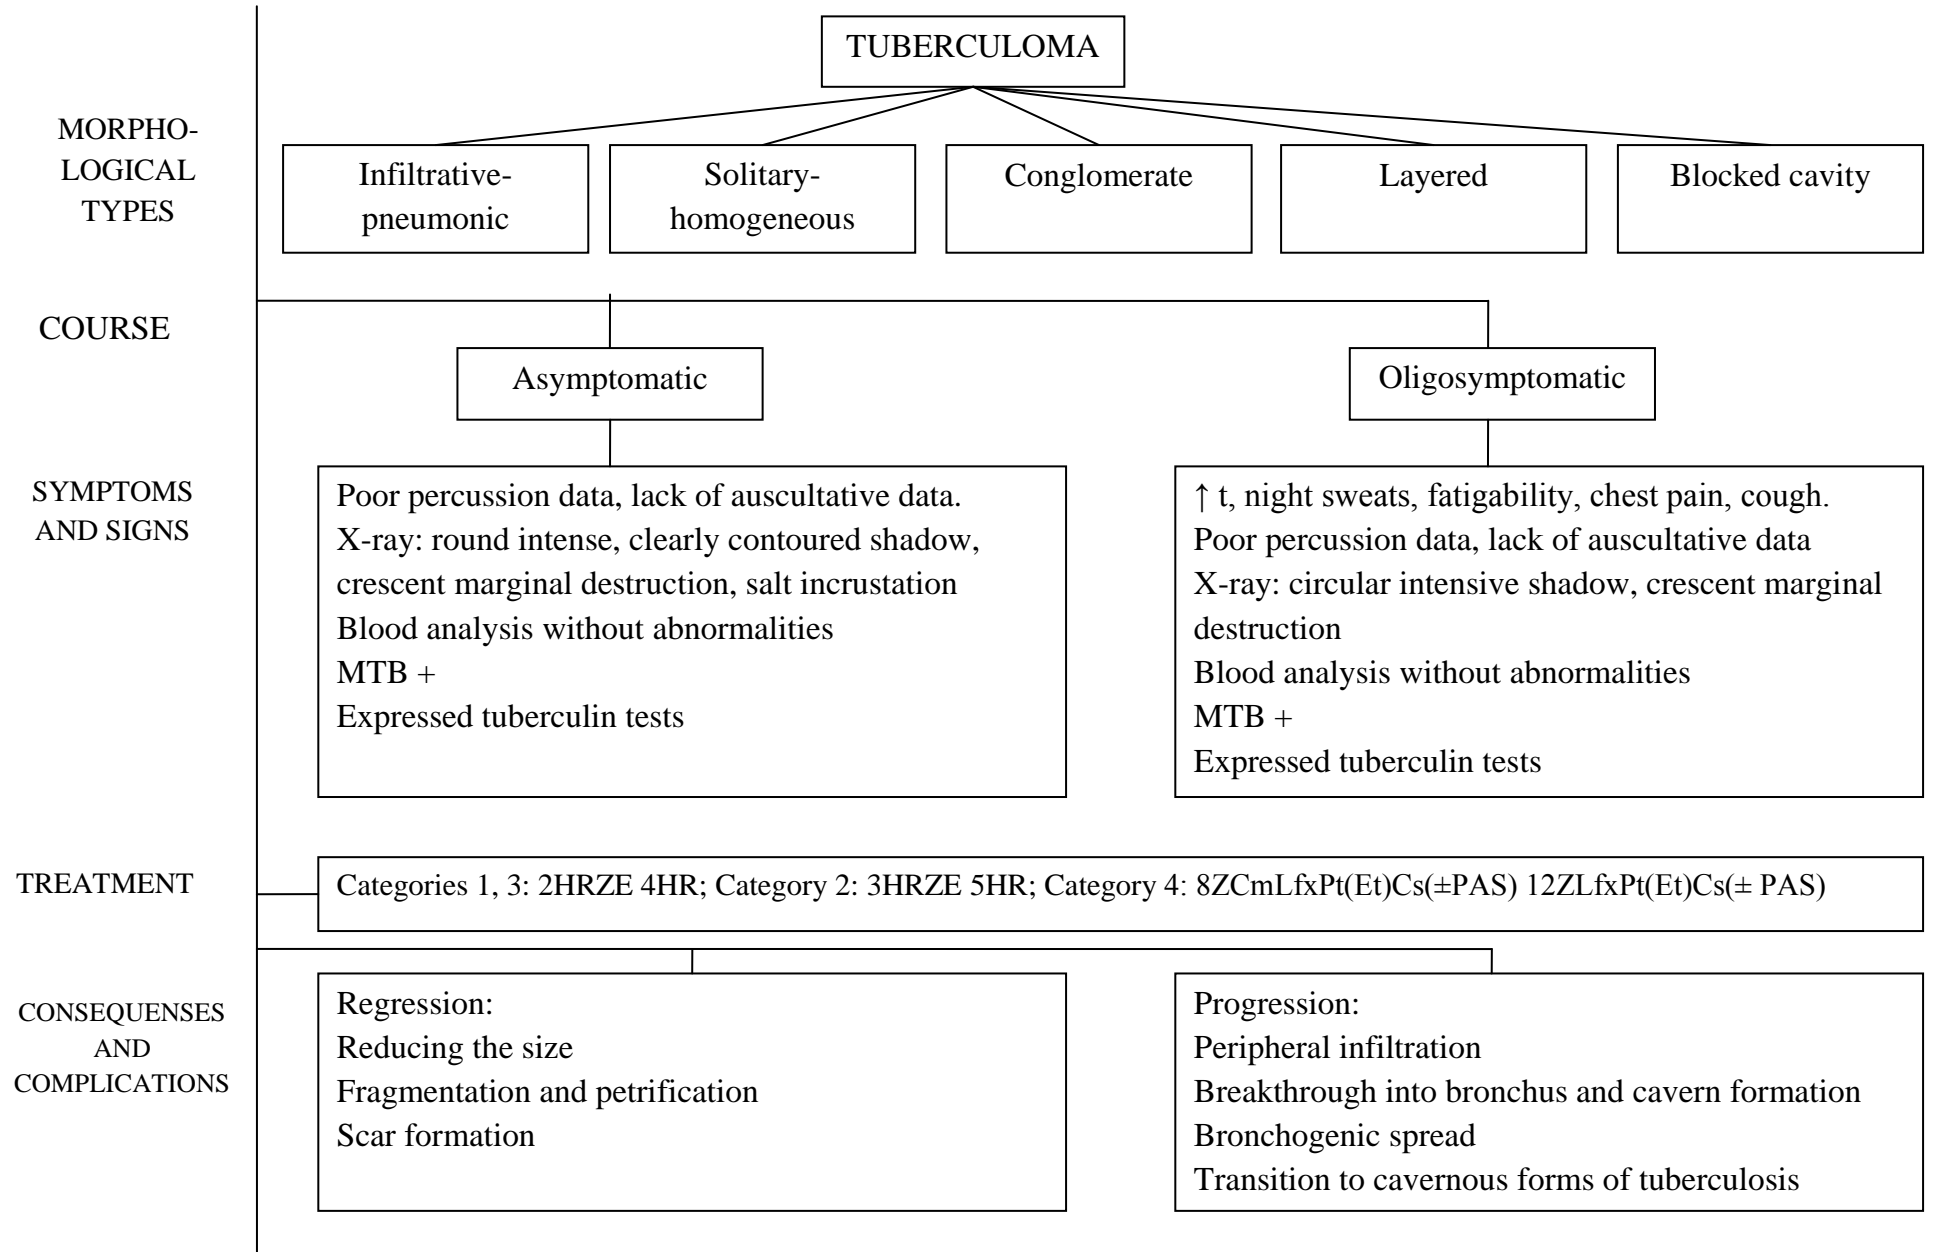 TUBERCULOMA
MORPHO-
LOGICAL
TYPES
Infiltrative-
pneumonic
Solitary-
homogeneous
Conglomerate
Layered
Blocked cavity
COURSE
Asymptomatic
Oligosymptomatic
SYMPTOMS
AND SIGNS
Poor percussion data, lack of auscultative data.
X-ray: round intense, clearly contoured shadow,
crescent marginal destruction, salt incrustation
Blood analysis without abnormalities
MTB +
Expressed tuberculin tests
↑ t, night sweats, fatigability, chest pain, cough.
Poor percussion data, lack of auscultative data
X-ray: circular intensive shadow, crescent marginal
destruction
Blood analysis without abnormalities
MTB +
Expressed tuberculin tests
TREATMENT
Categories 1, 3: 2HRZE 4HR; Category 2: 3HRZE 5HR; Category 4: 8ZCmLfxPt(Et)Cs(±PAS) 12ZLfxPt(Et)Cs(± PAS)
CONSEQUENSES
AND
COMPLICATIONS
Regression:
Reducing the size
Fragmentation and petrification
Scar formation
Progression:
Peripheral infiltration
Breakthrough into bronchus and cavern formation
Bronchogenic spread
Transition to cavernous forms of tuberculosis